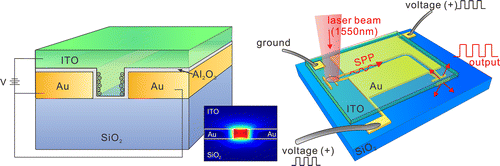 ITO
V
Au
Au
Al₂O₃
SiO₂
ITO
Au
Au
SiO₂
voltage (+)
laser beam
(1550nm)
ground
SPP
output
Au
ITO
voltage (+)